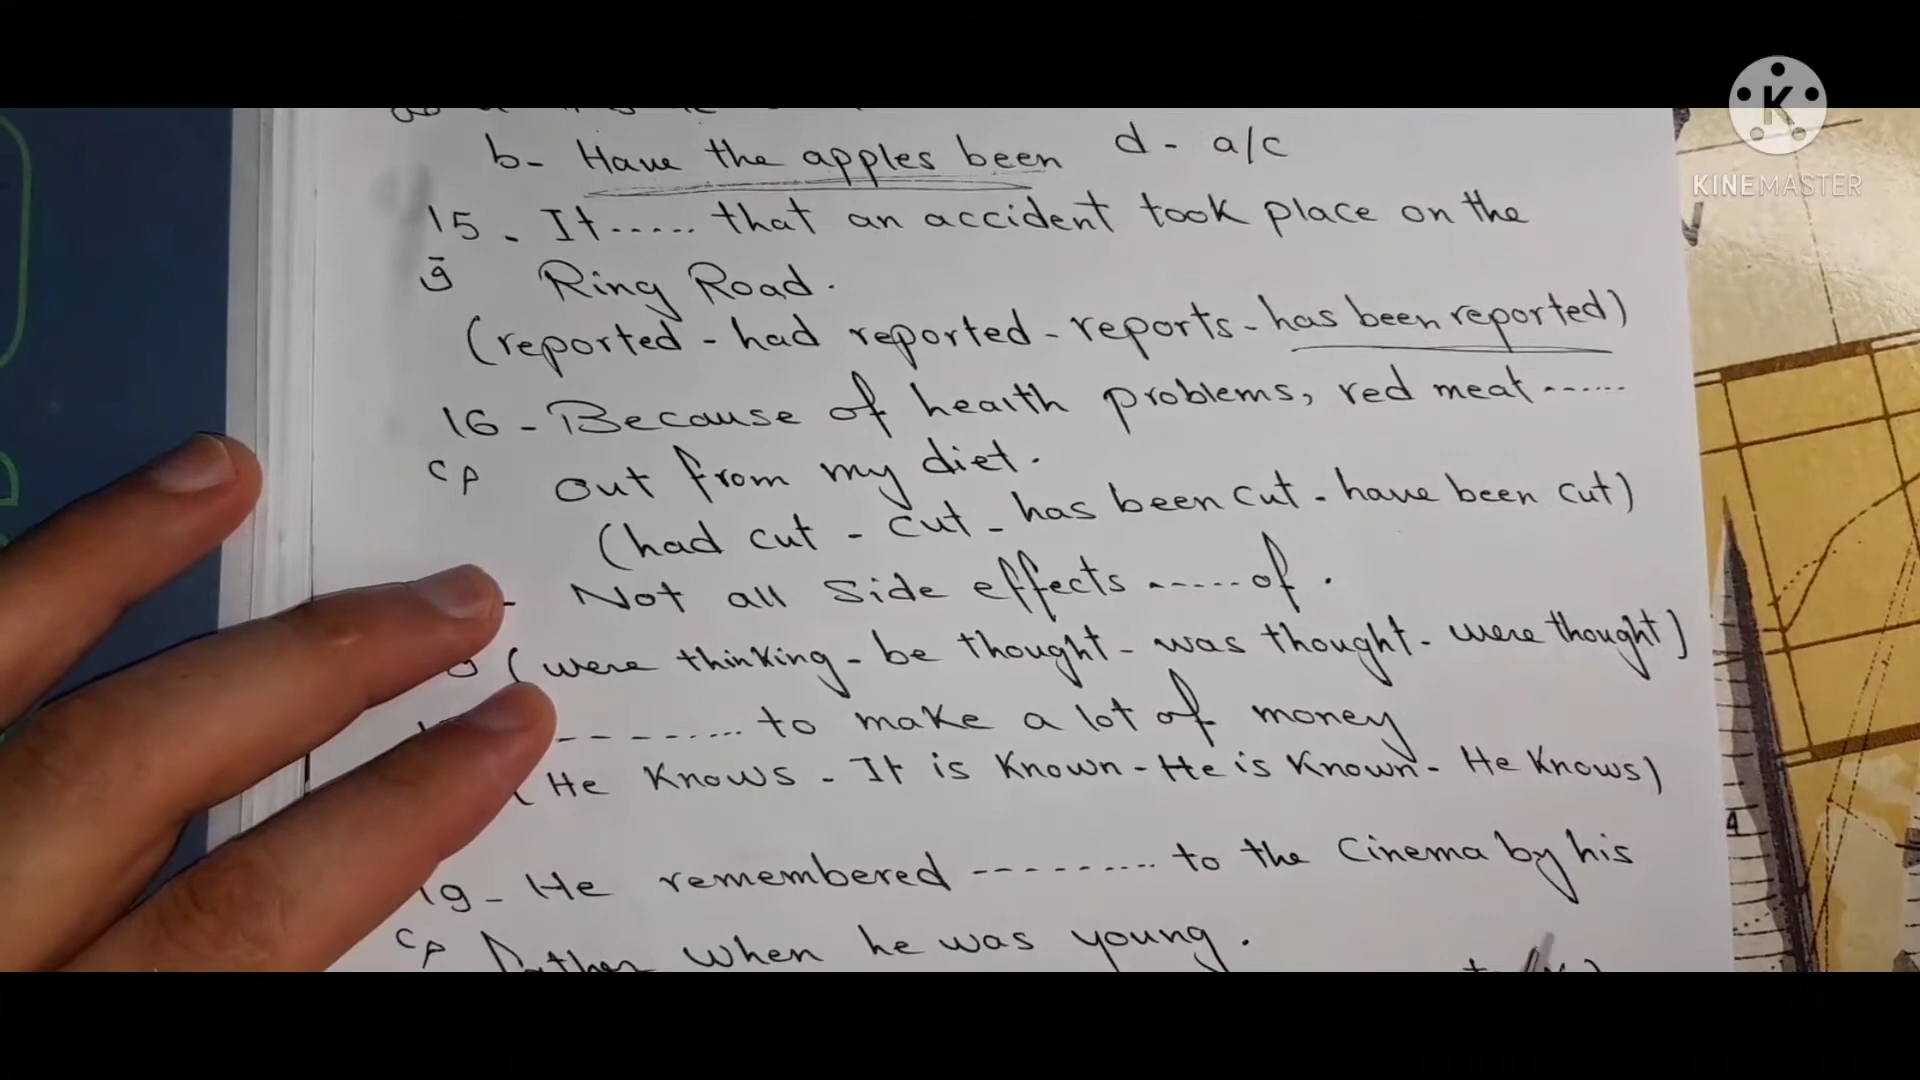 b- Have the apples been d- a/c
15- It..... that an accident took place on the
Ring Road.
(reported - had reported - reports - has been reported)
16- Because of health problems, red meat ......
out from my diet.
(had cut - cut - has been cut - have been cut)
- Not all side effects ...... of.
(were thinking - be thought - was thought - were thought)
-------... to make a lot of money
(He knows - It is known - He is known - He knows)
19- He remembered ---------- to the cinema by his
father when he was young.
KINEMASTER